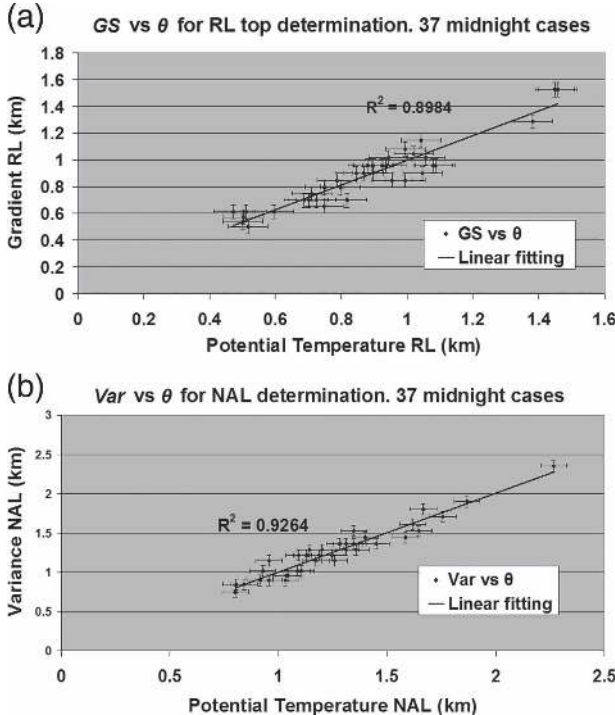 (a)
GS vs θ for RL top determination. 37 midnight cases
Gradient RL (km)
1.8
1.6
1.4
1.2
1
0.8
0.6
0.4
0.2
0
R² = 0.8984
GS vs θ
Linear fitting
0 0.2 0.4 0.6 0.8 1 1.2 1.4 1.6
Potential Temperature RL (km)
(b)
Var vs θ for NAL determination. 37 midnight cases
Variance NAL (km)
3
2.5
2
1.5
1
0.5
0
R² = 0.9264
Var vs θ
Linear fitting
0 0.5 1 1.5 2 2.5
Potential Temperature NAL (km)